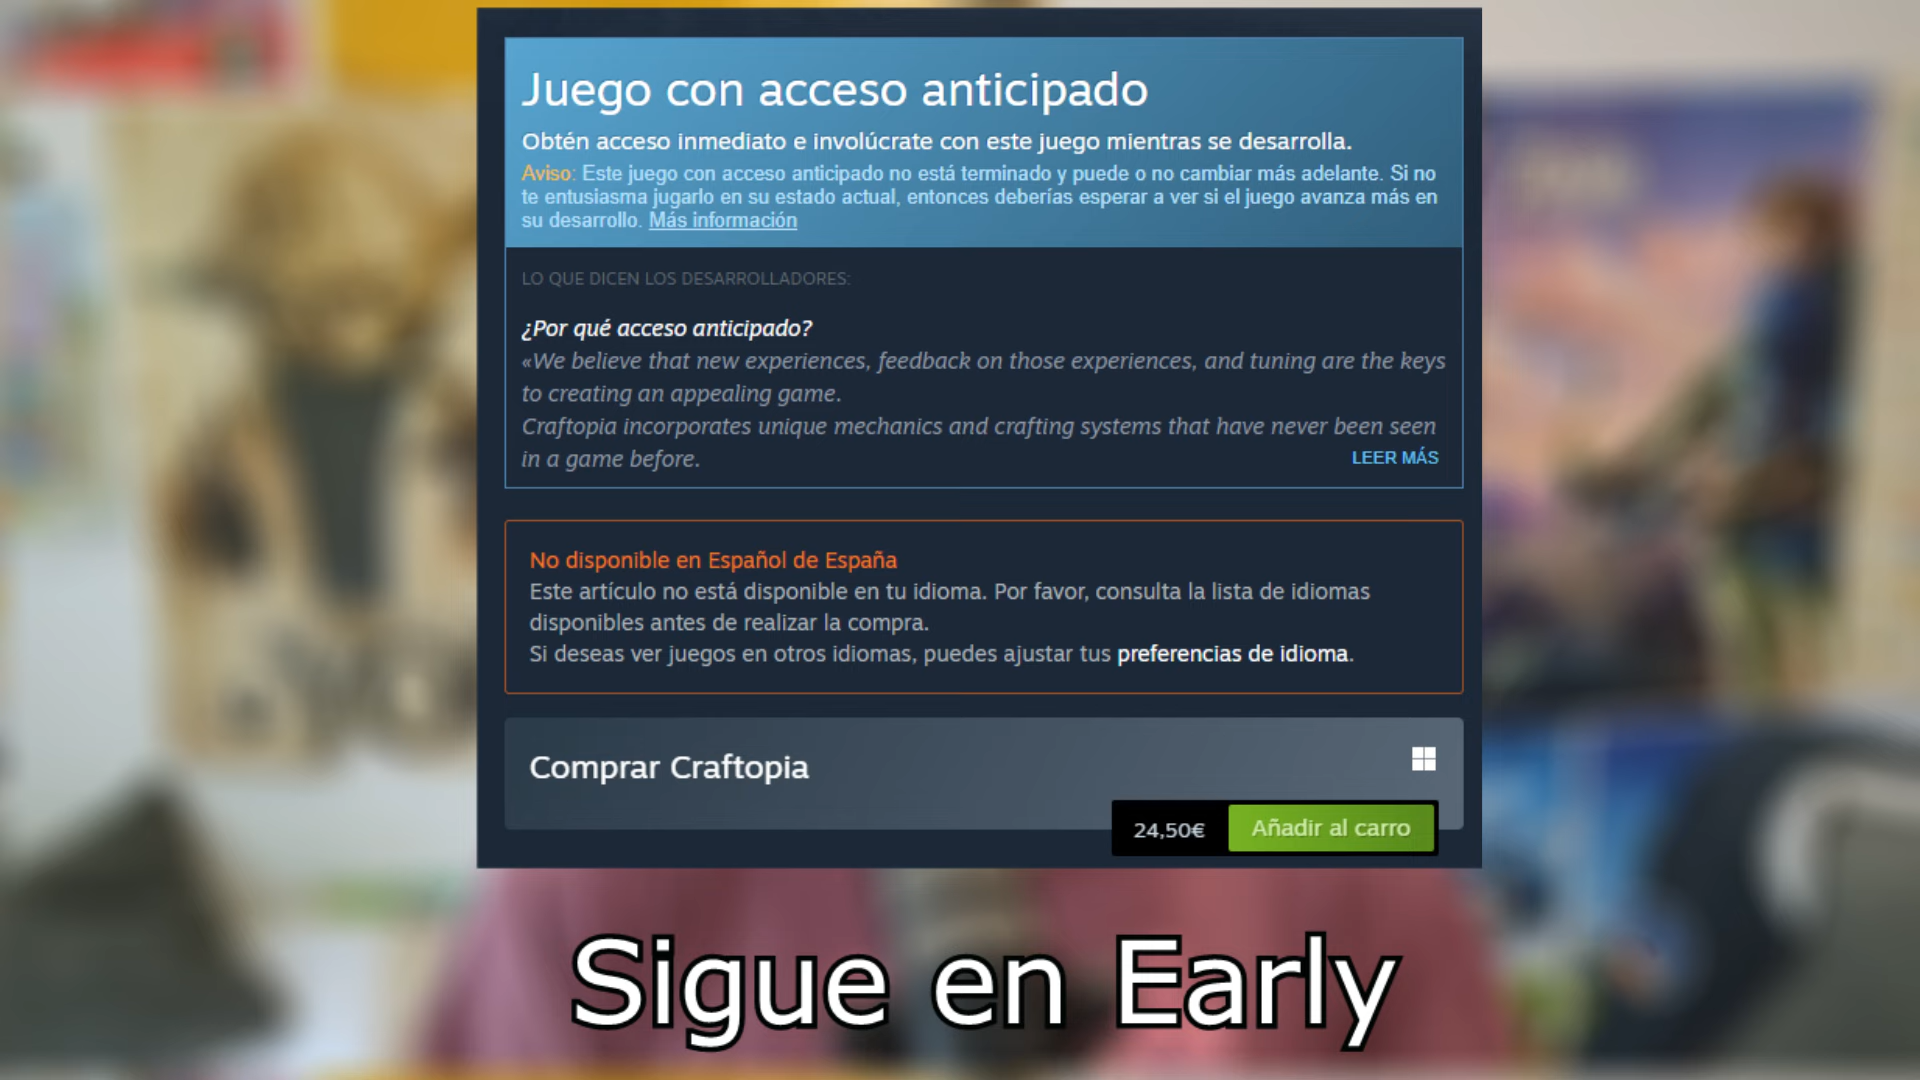 Juego con acceso anticipado
Obtén acceso inmediato e involúcrate con este juego mientras se desarrolla.
Aviso: Este juego con acceso anticipado no está terminado y puede o no cambiar más adelante. Si no
te entusiasma jugarlo en su estado actual, entonces deberías esperar a ver si el juego avanza más en
su desarrollo. Más información
LO QUE DICEN LOS DESARROLLADORES:
¿Por qué acceso anticipado?
«We believe that new experiences, feedback on those experiences, and tuning are the keys
to creating an appealing game.
Craftopia incorporates unique mechanics and crafting systems that have never been seen
in a game before.
LEER MÁS
No disponible en Español de España
Este artículo no está disponible en tu idioma. Por favor, consulta la lista de idiomas
disponibles antes de realizar la compra.
Si deseas ver juegos en otros idiomas, puedes ajustar tus preferencias de idioma.
Comprar Craftopia
24,50€
Añadir al carro
Sigue en Early